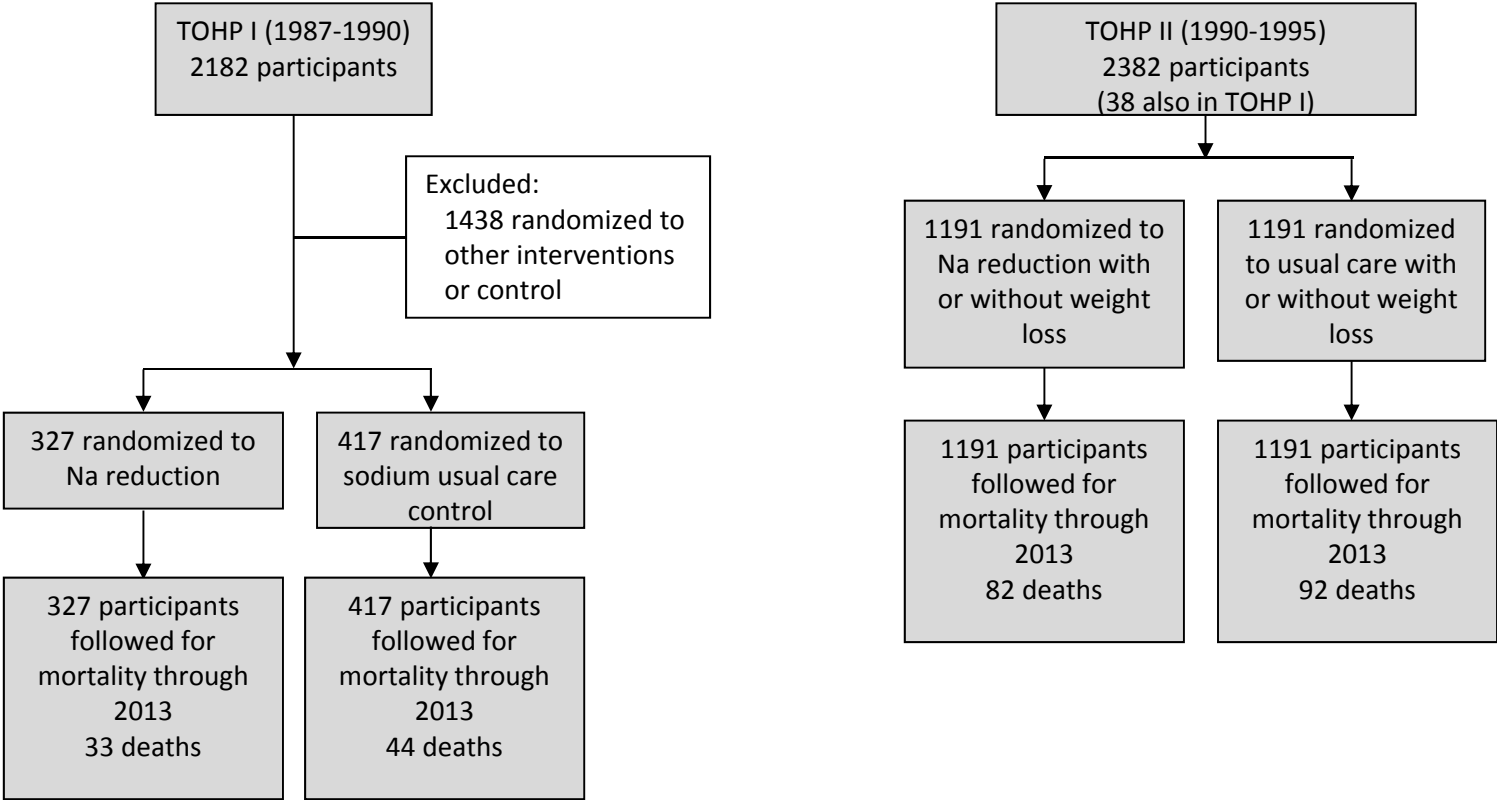 TOHP I (1987-1990)
2182 participants
Excluded:
1438 randomized to
other interventions
or control
327 randomized to
Na reduction
417 randomized to
sodium usual care
control
327 participants
followed for
mortality through
2013
33 deaths
417 participants
followed for
mortality through
2013
44 deaths
TOHP II (1990-1995)
2382 participants
(38 also in TOHP I)
1191 randomized to
Na reduction with
or without weight
loss
1191 randomized
to usual care with
or without weight
loss
1191 participants
followed for
mortality through
2013
82 deaths
1191 participants
followed for
mortality through
2013
92 deaths